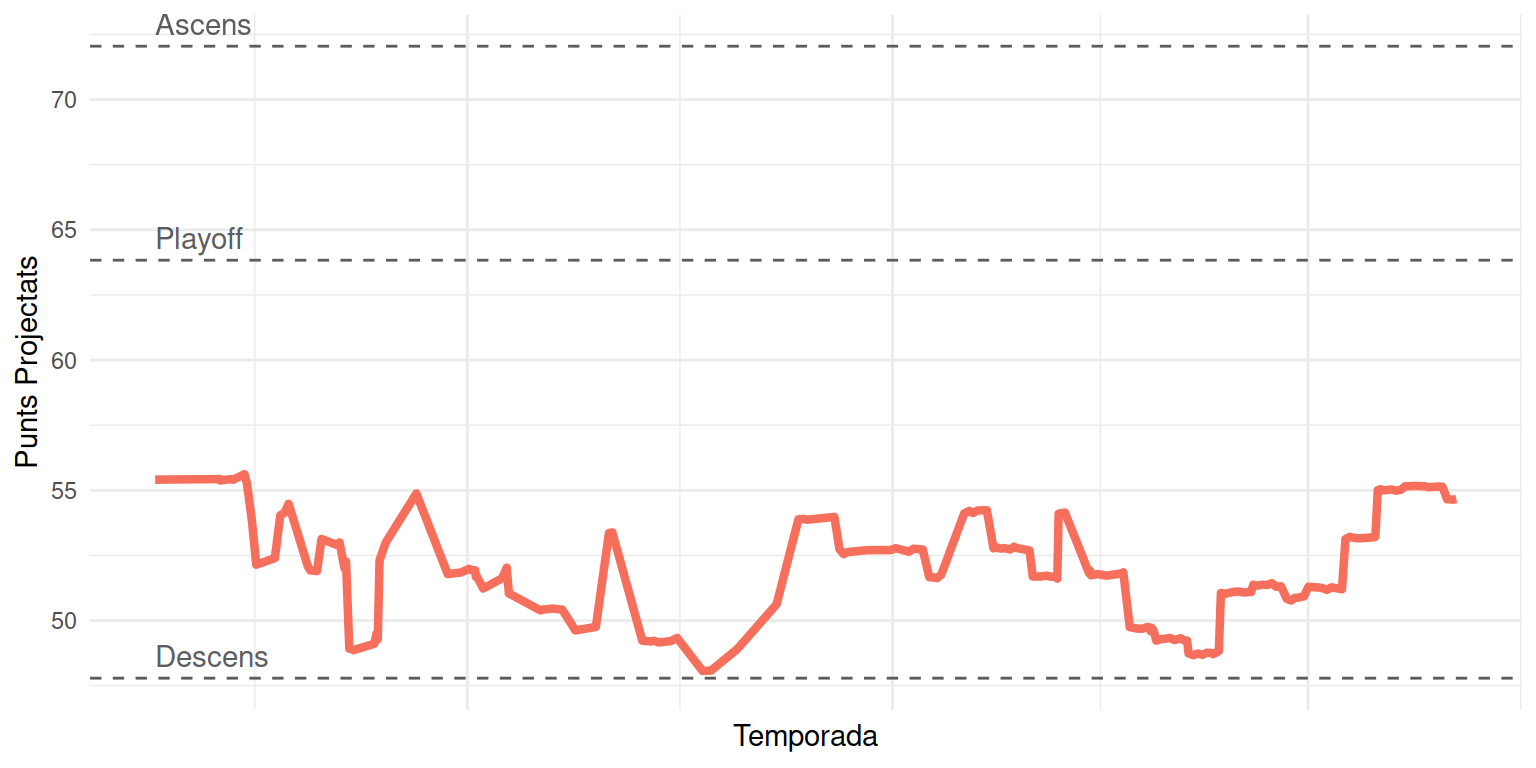 Ascens
70
65
Playoff
60
55
50
Descens
Punts Projectats
Temporada